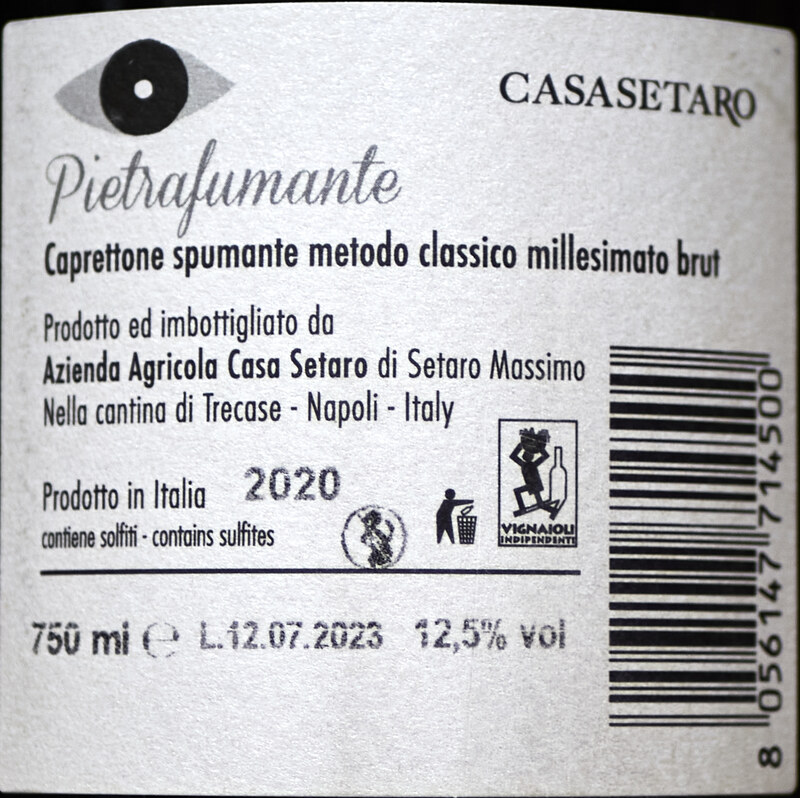 CASASETARO
Pietrafumante
Caprettone spumante metodo classico millesimato brut
Prodotto ed imbottigliato da
Azienda Agricola Casa Setaro di Setaro Massimo
Nella cantina di Trecase - Napoli - Italy
Prodotto in Italia 2020
contiene solfiti - contains sulfites
VIGNAIOLI
INDIPENDENTI
750 ml ℮ L.12.07.2023 12,5% vol
8 056147 714500